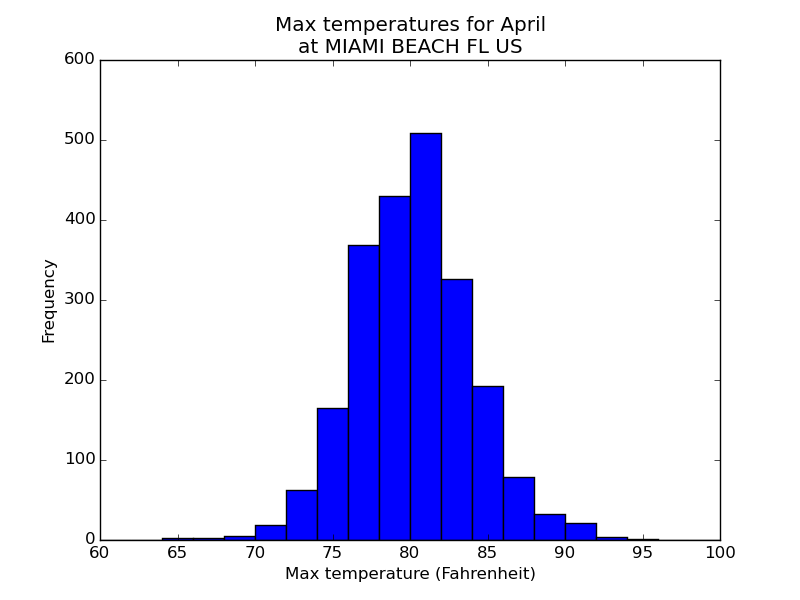 Max temperatures for April
at MIAMI BEACH FL US
600
500
400
300
200
100
0
Frequency
60 65 70 75 80 85 90 95 100
Max temperature (Fahrenheit)